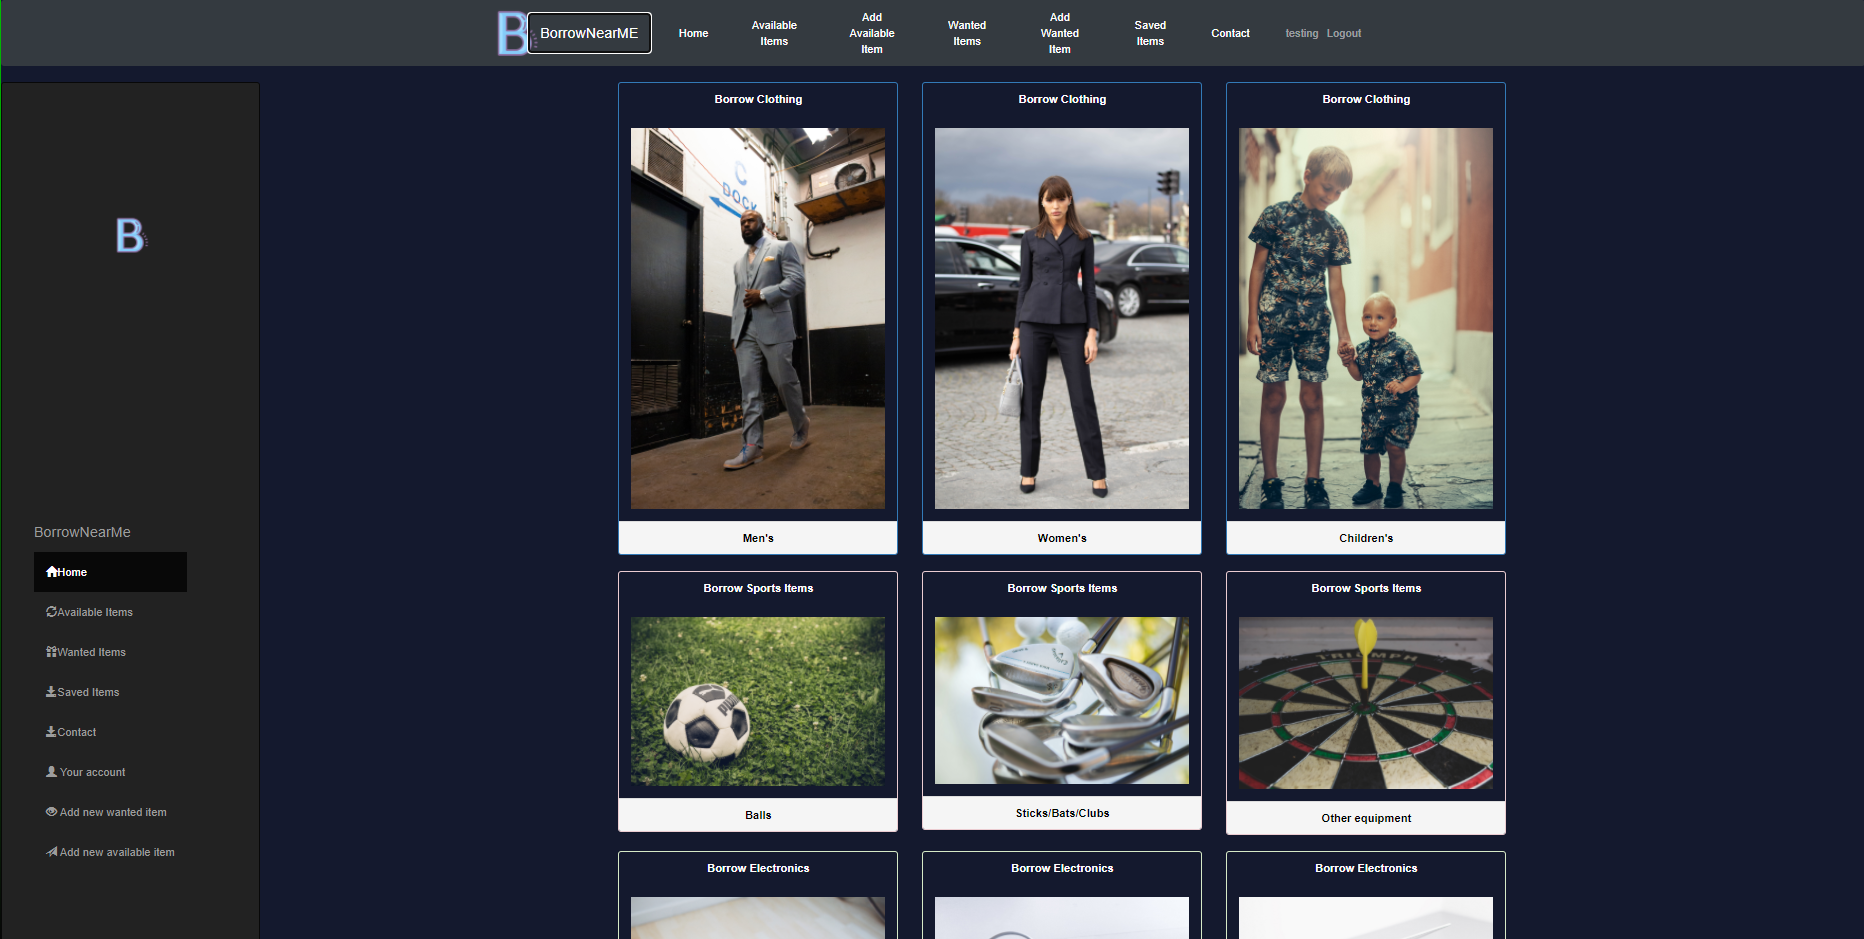 B BorrowNearME
Home
Available
Items
Add
Available
Item
Wanted
Items
Add
Wanted
Item
Saved
Items
Contact
testing Logout
B
BorrowNearMe
Home
Available Items
Wanted Items
Saved Items
Contact
Your account
Add new wanted item
Add new available item
Borrow Clothing
DOCK
Men's
Borrow Clothing
Women's
Borrow Clothing
Children's
Borrow Sports Items
PUMA
Balls
Borrow Sports Items
Sticks/Bats/Clubs
Borrow Sports Items
TRIUMPH
Other equipment
Borrow Electronics
Borrow Electronics
Borrow Electronics